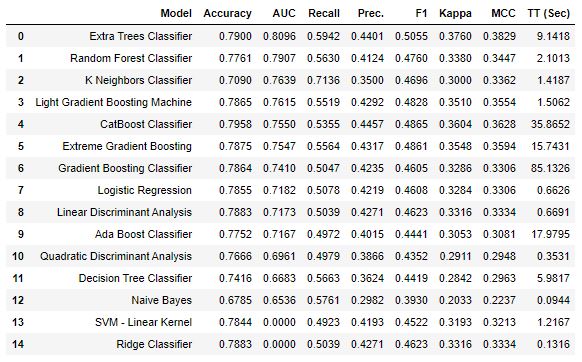 Model Accuracy AUC Recall Prec. F1 Kappa MCC TT (Sec)
0 Extra Trees Classifier 0.7900 0.8096 0.5942 0.4401 0.5055 0.3760 0.3829 9.1418
1 Random Forest Classifier 0.7761 0.7907 0.5630 0.4124 0.4760 0.3380 0.3447 2.1013
2 K Neighbors Classifier 0.7090 0.7639 0.7136 0.3500 0.4696 0.3000 0.3362 1.4187
3 Light Gradient Boosting Machine 0.7865 0.7615 0.5519 0.4292 0.4828 0.3510 0.3554 1.5062
4 CatBoost Classifier 0.7958 0.7550 0.5355 0.4457 0.4865 0.3604 0.3628 35.8652
5 Extreme Gradient Boosting 0.7875 0.7547 0.5564 0.4317 0.4861 0.3548 0.3594 15.7431
6 Gradient Boosting Classifier 0.7864 0.7410 0.5047 0.4235 0.4605 0.3286 0.3306 85.1326
7 Logistic Regression 0.7855 0.7182 0.5078 0.4219 0.4608 0.3284 0.3306 0.6626
8 Linear Discriminant Analysis 0.7883 0.7173 0.5039 0.4271 0.4623 0.3316 0.3334 0.6691
9 Ada Boost Classifier 0.7752 0.7167 0.4972 0.4015 0.4441 0.3053 0.3081 17.9795
10 Quadratic Discriminant Analysis 0.7666 0.6961 0.4979 0.3866 0.4352 0.2911 0.2948 0.3531
11 Decision Tree Classifier 0.7416 0.6683 0.5663 0.3624 0.4419 0.2842 0.2963 5.9817
12 Naive Bayes 0.6785 0.6536 0.5761 0.2982 0.3930 0.2033 0.2237 0.0944
13 SVM - Linear Kernel 0.7844 0.0000 0.4923 0.4193 0.4522 0.3193 0.3213 1.2167
14 Ridge Classifier 0.7883 0.0000 0.5039 0.4271 0.4623 0.3316 0.3334 0.1316